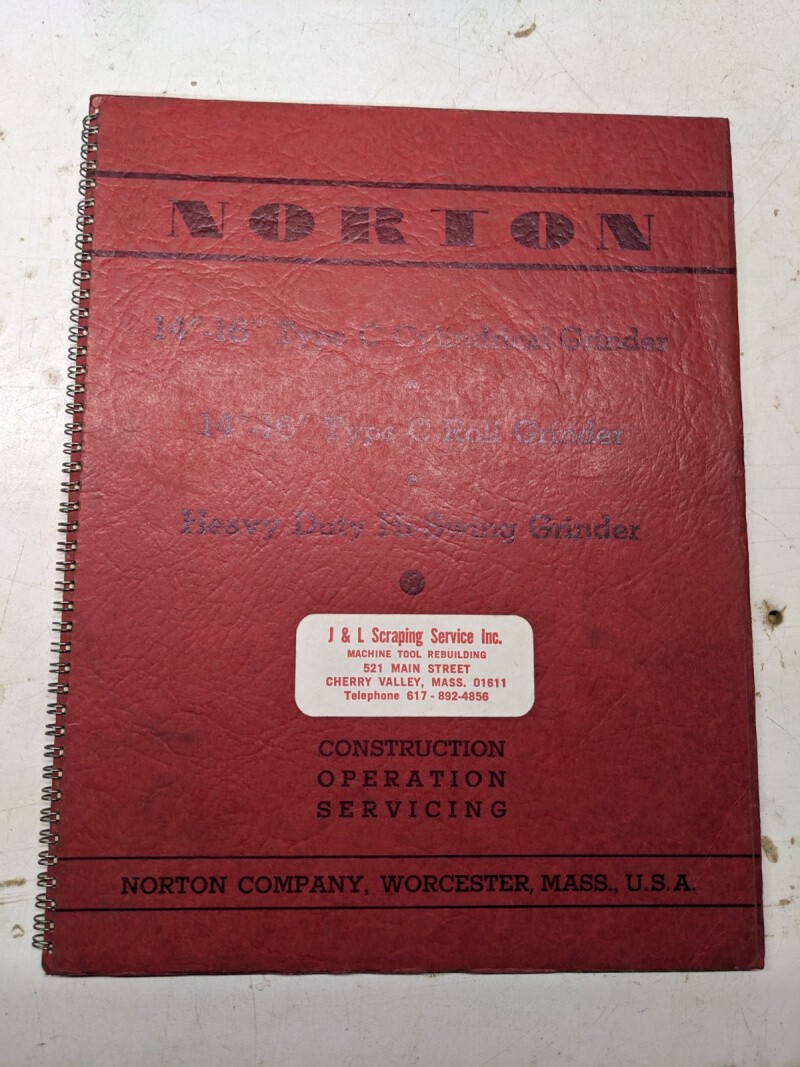 NORTON
14"-16" Type C Cylindrical Grinder
14"-16" Type C Roll Grinder
Heavy Duty Hi-Swing Grinder
J & L Scraping Service Inc.
MACHINE TOOL REBUILDING
521 MAIN STREET
CHERRY VALLEY, MASS. 01611
Telephone 617 - 892-4856
CONSTRUCTION
OPERATION
SERVICING
NORTON COMPANY, WORCESTER, MASS., U.S.A.